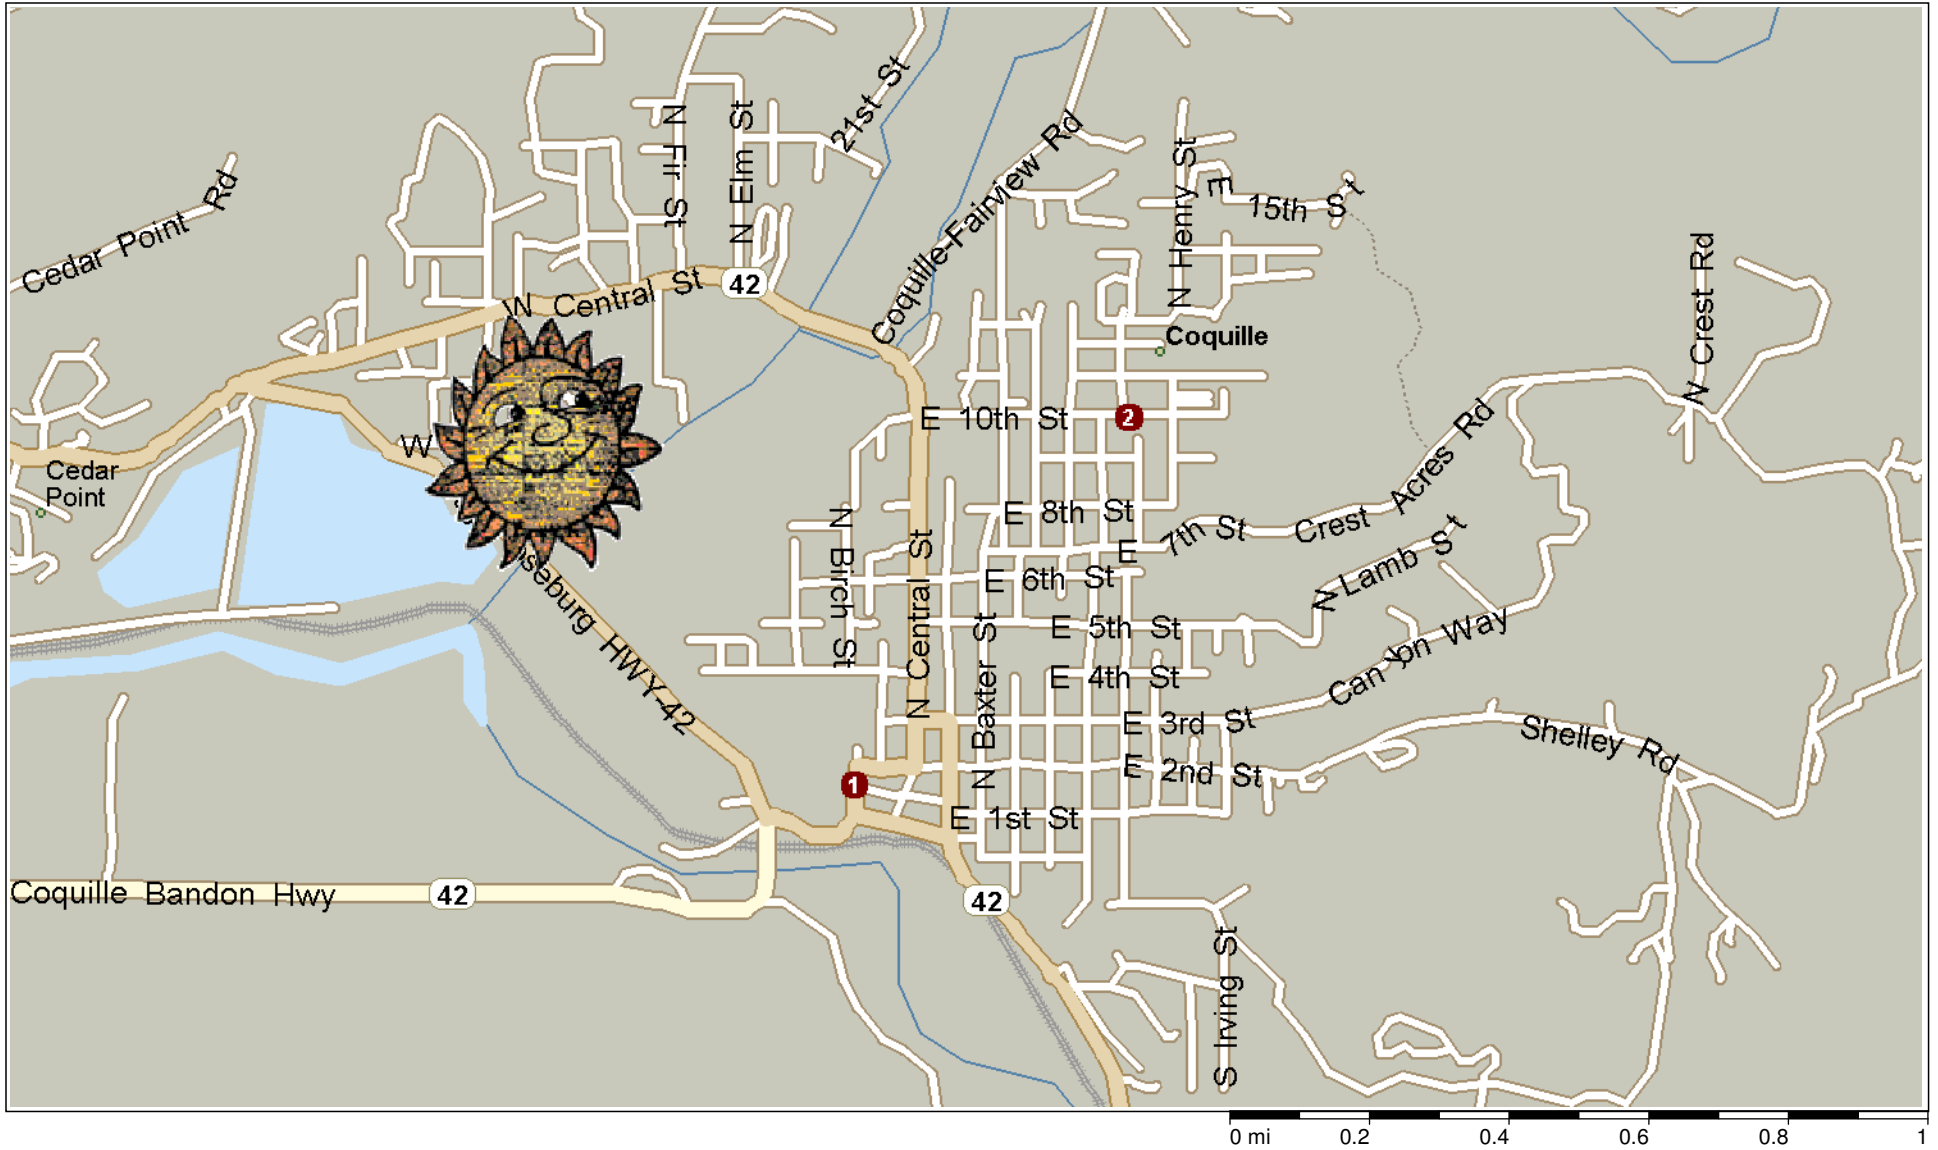 N Fir St
N Elm St
21st St
Coquille-Fairview Rd
N Henry St
E 15th St
Cedar Point Rd
W Central St
42
Coquille
N Crest Rd
W
E 10th St
2
Cedar
Point
Crest Acres Rd
N Birch St
N Central St
E 8th St
E 7th St
E 6th St
N Lamb St
seburg HWY-42
N Baxter St
E 5th St
Canyon Way
E 4th St
E 3rd St
Shelley Rd
E 2nd St
1
E 1st St
Coquille Bandon Hwy
42
42
S Irving St
0 mi 0.2 0.4 0.6 0.8 1